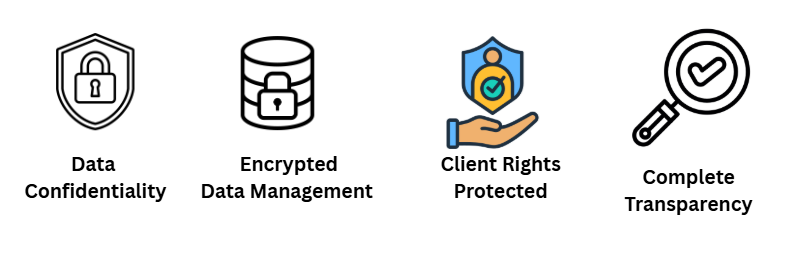 Data
Confidentiality
Encrypted
Data Management
Client Rights
Protected
Complete
Transparency